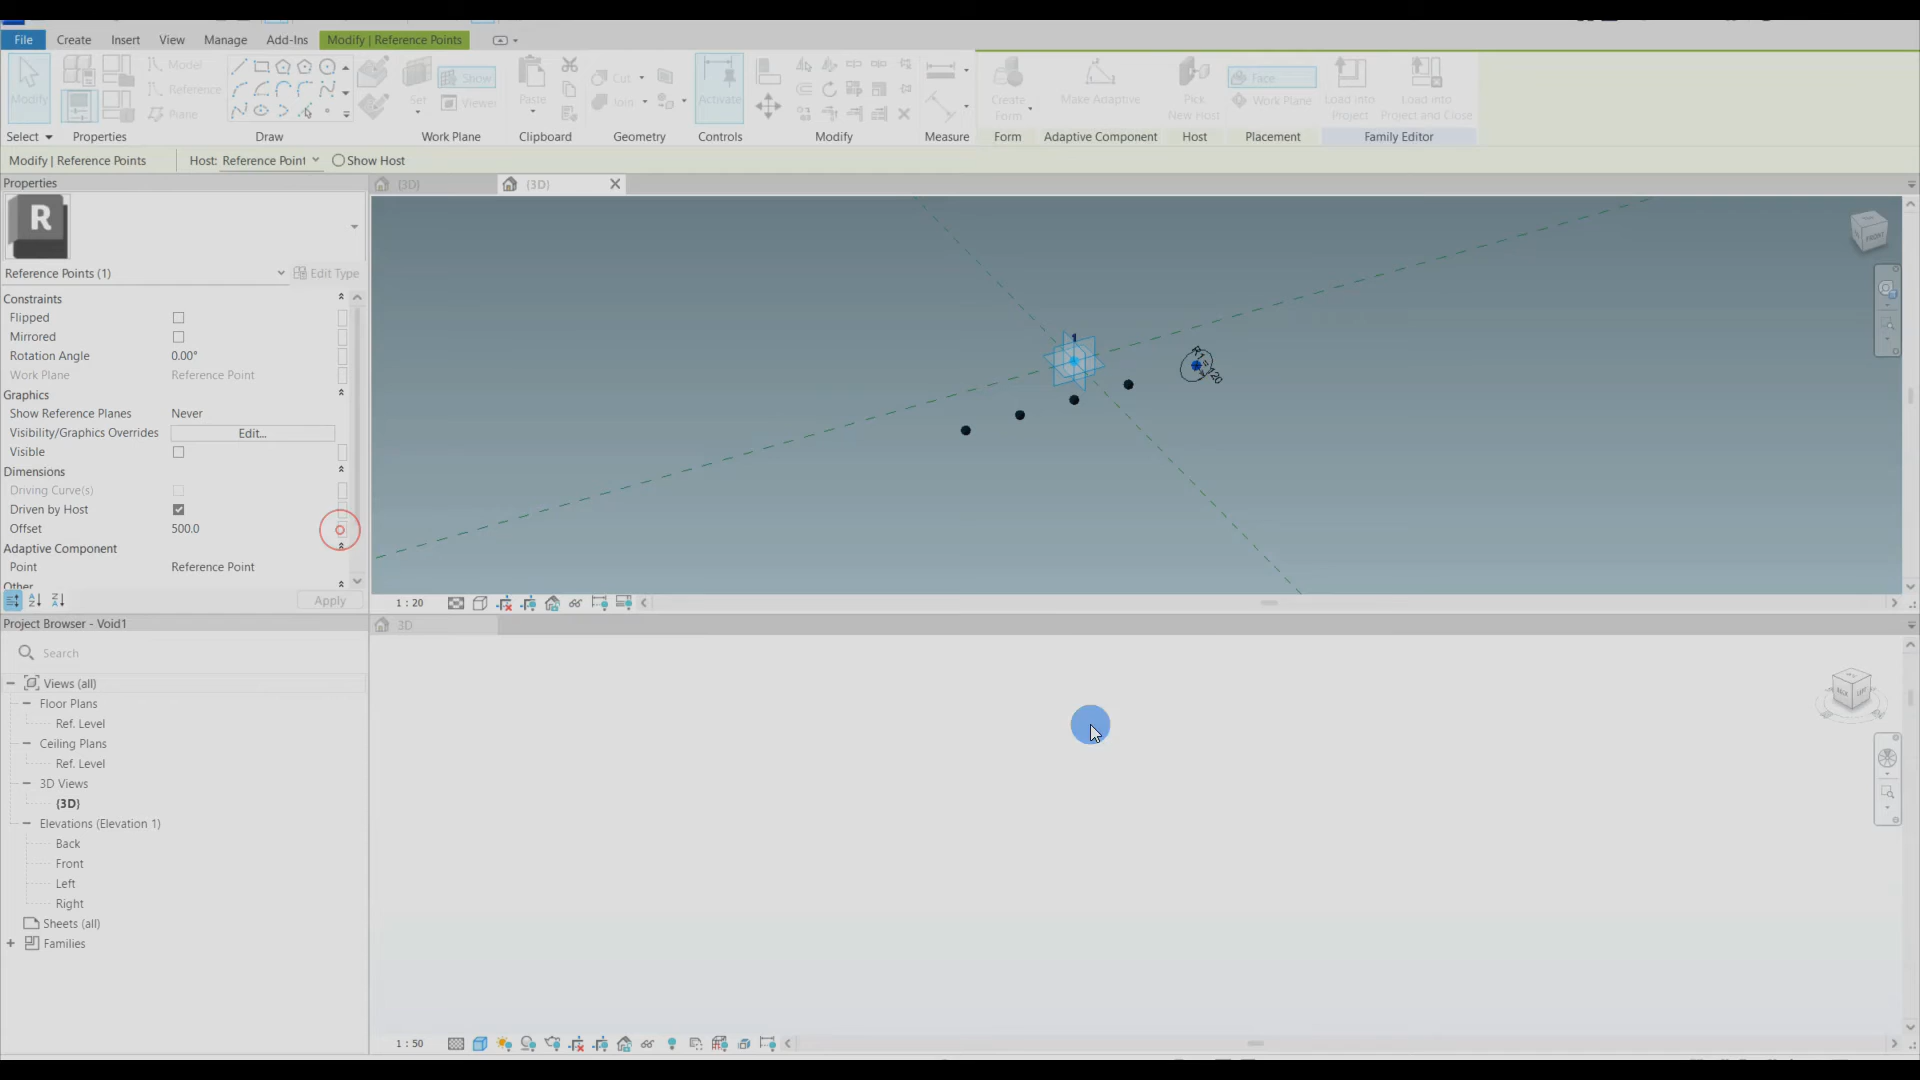 File Create Insert View Manage Add-Ins Modify | Reference Points
Modify Model Reference Plane Set Show Viewer Paste Cut Join Activate Create Form Make Adaptive Pick New Host Face Work Plane Load into Project Load into Project and Close
Select Properties Draw Work Plane Clipboard Geometry Controls Modify Measure Form Adaptive Component Host Placement Family Editor
Modify | Reference Points Host: Reference Point Show Host
Properties
(3D) (3D)
R
FRONT
Reference Points (1) Edit Type
Constraints
Flipped
Mirrored
Rotation Angle 0.00°
Work Plane Reference Point
Graphics
Show Reference Planes Never
Visibility/Graphics Overrides Edit...
Visible
Dimensions
Driving Curve(s)
Driven by Host
Offset 500.0
Adaptive Component
Point Reference Point
Other
Apply
1
1 : 20
Project Browser - Void1
3D
Search
Views (all)
Floor Plans
Ref. Level
Ceiling Plans
Ref. Level
3D Views
{3D}
Elevations (Elevation 1)
Back
Front
Left
Right
Sheets (all)
Families
BACK LEFT
1 : 50